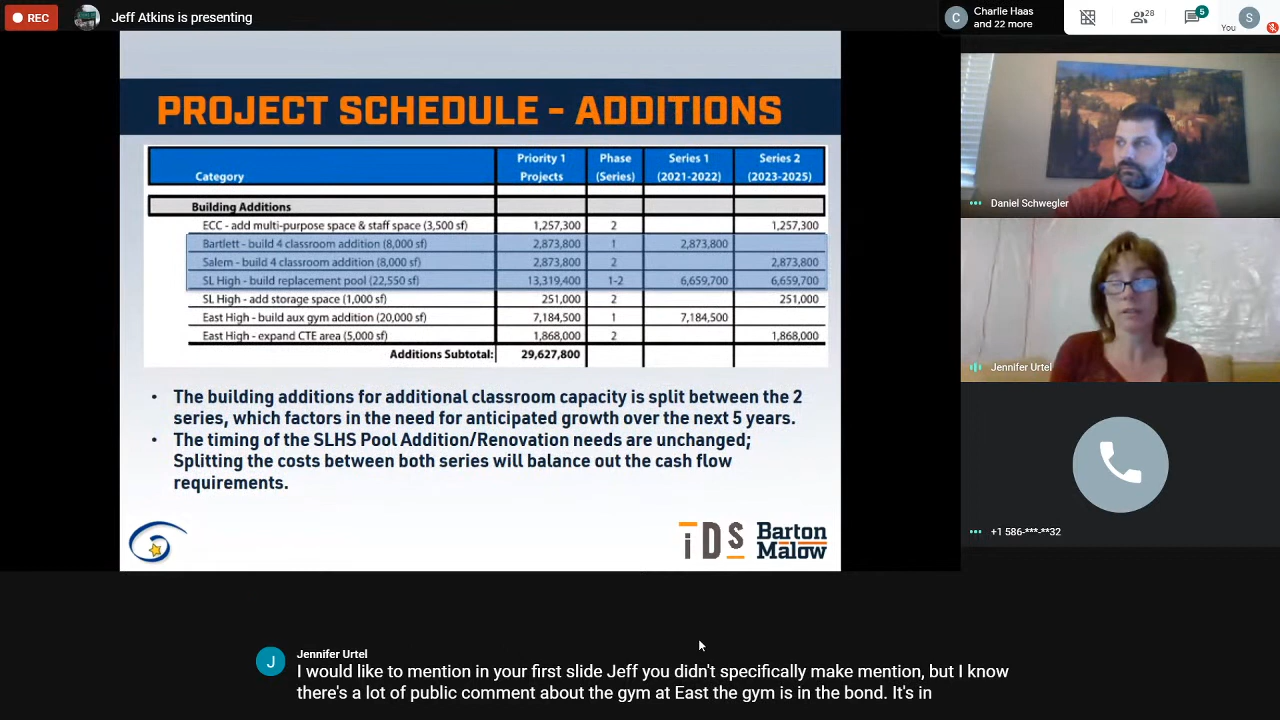 REC
Jeff Atkins is presenting
C
Charlie Haas
and 22 more
28
5
You
S
PROJECT SCHEDULE - ADDITIONS
Category
Priority 1
Projects
Phase
(Series)
Series 1
(2021-2022)
Series 2
(2023-2025)
Building Additions
ECC - add multi-purpose space & staff space (3,500 sf) 1,257,300 2 1,257,300
Bartlett - build 4 classroom addition (8,000 sf) 2,873,800 1 2,873,800
Salem - build 4 classroom addition (8,000 sf) 2,873,800 2 2,873,800
SL High - build replacement pool (22,550 sf) 13,319,400 1-2 6,659,700 6,659,700
SL High - add storage space (1,000 sf) 251,000 2 251,000
East High - build aux gym addition (20,000 sf) 7,184,500 1 7,184,500
East High - expand CTE area (5,000 sf) 1,868,000 2 1,868,000
Additions Subtotal: 29,627,800
• The building additions for additional classroom capacity is split between the 2
series, which factors in the need for anticipated growth over the next 5 years.
• The timing of the SLHS Pool Addition/Renovation needs are unchanged;
Splitting the costs between both series will balance out the cash flow
requirements.
iDS
Barton
Malow
Daniel Schwegler
Jennifer Urtel
+1 586-***-**32
J
Jennifer Urtel
I would like to mention in your first slide Jeff you didn't specifically make mention, but I know
there's a lot of public comment about the gym at East the gym is in the bond. It's in